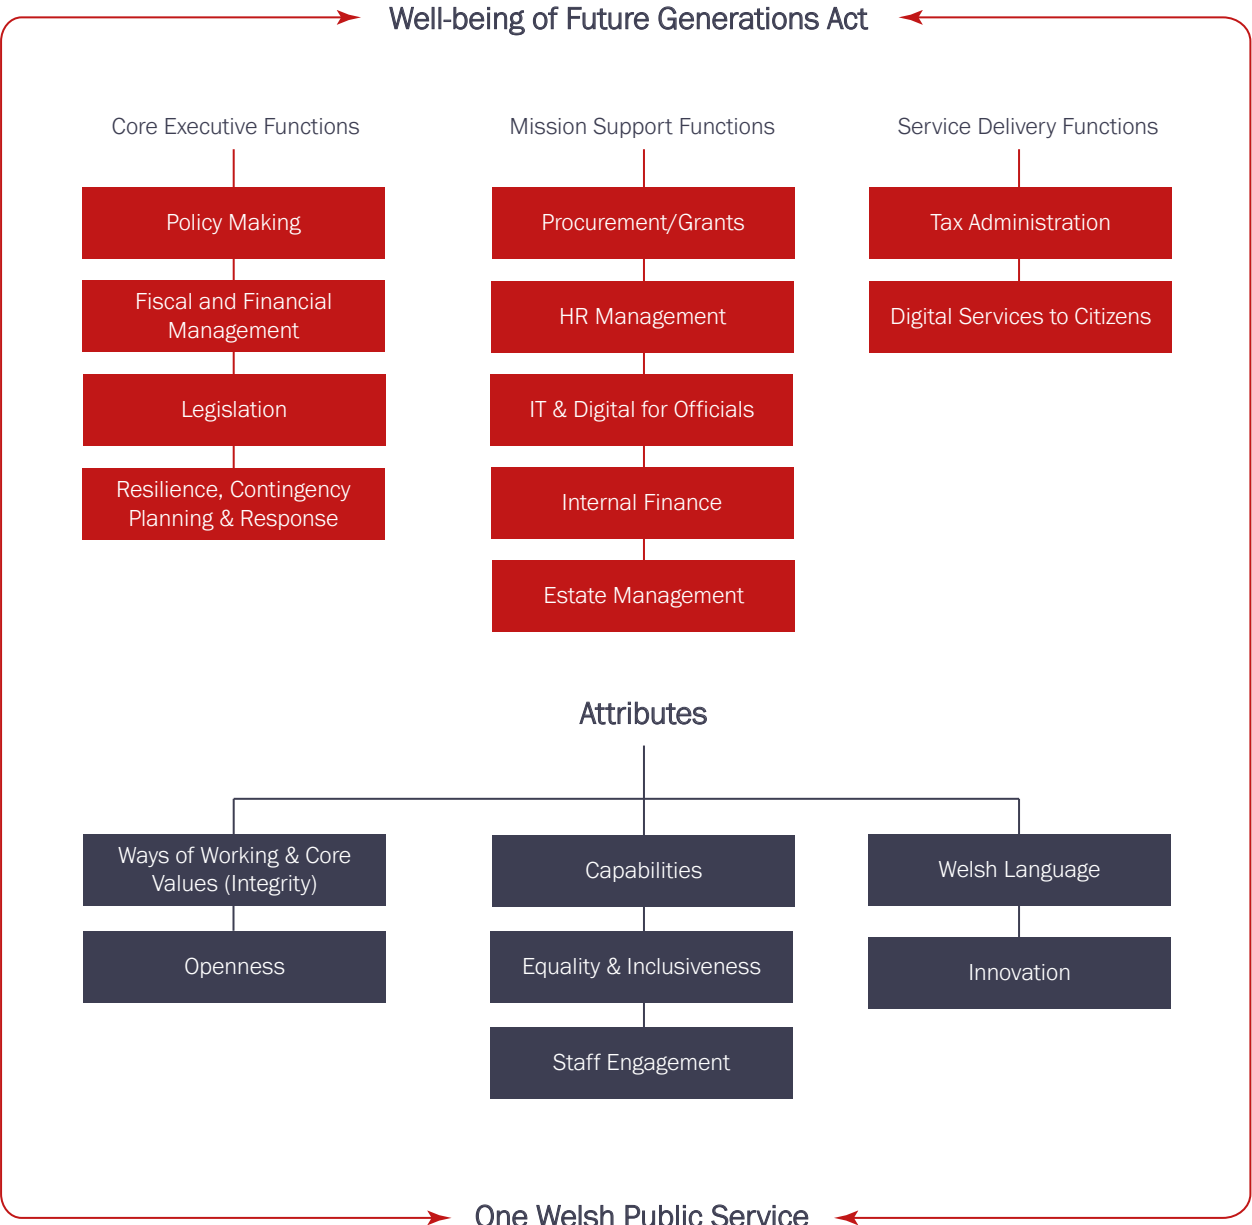 Well-being of Future Generations Act
Core Executive Functions
Policy Making
Fiscal and Financial
Management
Legislation
Resilience, Contingency
Planning & Response
Mission Support Functions
Procurement/Grants
HR Management
IT & Digital for Officials
Internal Finance
Estate Management
Service Delivery Functions
Tax Administration
Digital Services to Citizens
Attributes
Ways of Working & Core
Values (Integrity)
Openness
Capabilities
Equality & Inclusiveness
Staff Engagement
Welsh Language
Innovation
One Welsh Public Service